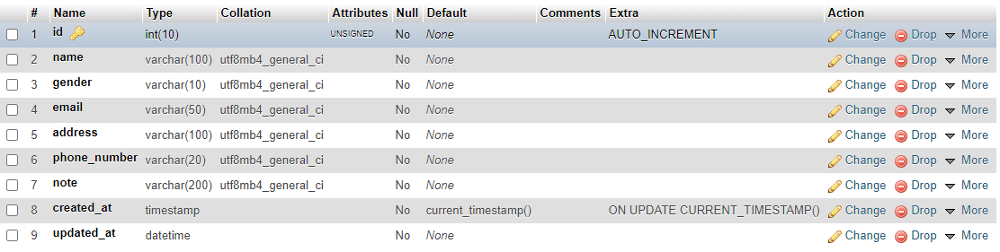 # Name Type Collation Attributes Null Default Comments Extra Action
1 id int(10) UNSIGNED No None AUTO_INCREMENT Change Drop More
2 name varchar(100) utf8mb4_general_ci No None Change Drop More
3 gender varchar(10) utf8mb4_general_ci No None Change Drop More
4 email varchar(50) utf8mb4_general_ci No None Change Drop More
5 address varchar(100) utf8mb4_general_ci No None Change Drop More
6 phone_number varchar(20) utf8mb4_general_ci No None Change Drop More
7 note varchar(200) utf8mb4_general_ci No None Change Drop More
8 created_at timestamp No current_timestamp() ON UPDATE CURRENT_TIMESTAMP() Change Drop More
9 updated_at datetime No None Change Drop More